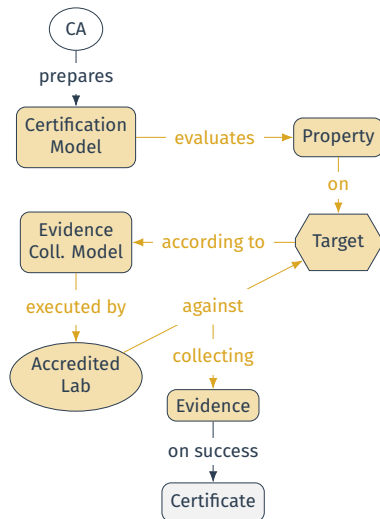 CA
prepares
Certification
Model
evaluates
Property
on
Target
according to
Evidence
Coll. Model
executed by
Accredited
Lab
against
collecting
Evidence
on success
Certificate